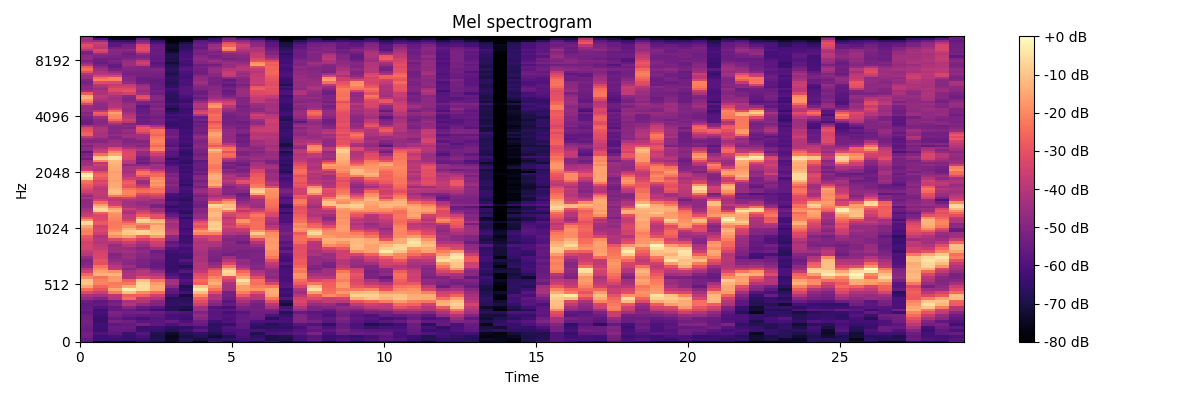 Mel spectrogram
Hz
8192
4096
2048
1024
512
0
0 5 10 15 20 25
Time
+0 dB
-10 dB
-20 dB
-30 dB
-40 dB
-50 dB
-60 dB
-70 dB
-80 dB